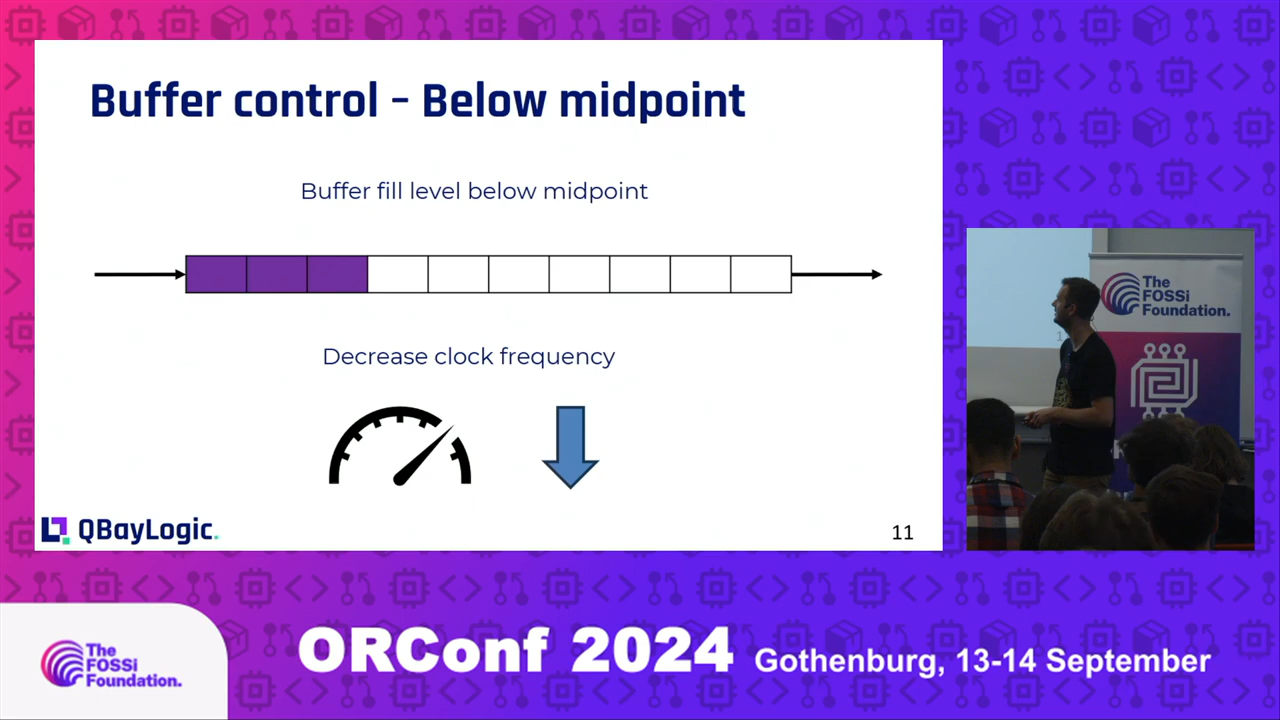 Buffer control – Below midpoint
Buffer fill level below midpoint
Decrease clock frequency
QBayLogic.
11
The
FOSSi
Foundation.
The
FOSSi
Foundation.
ORConf 2024 Gothenburg, 13-14 September